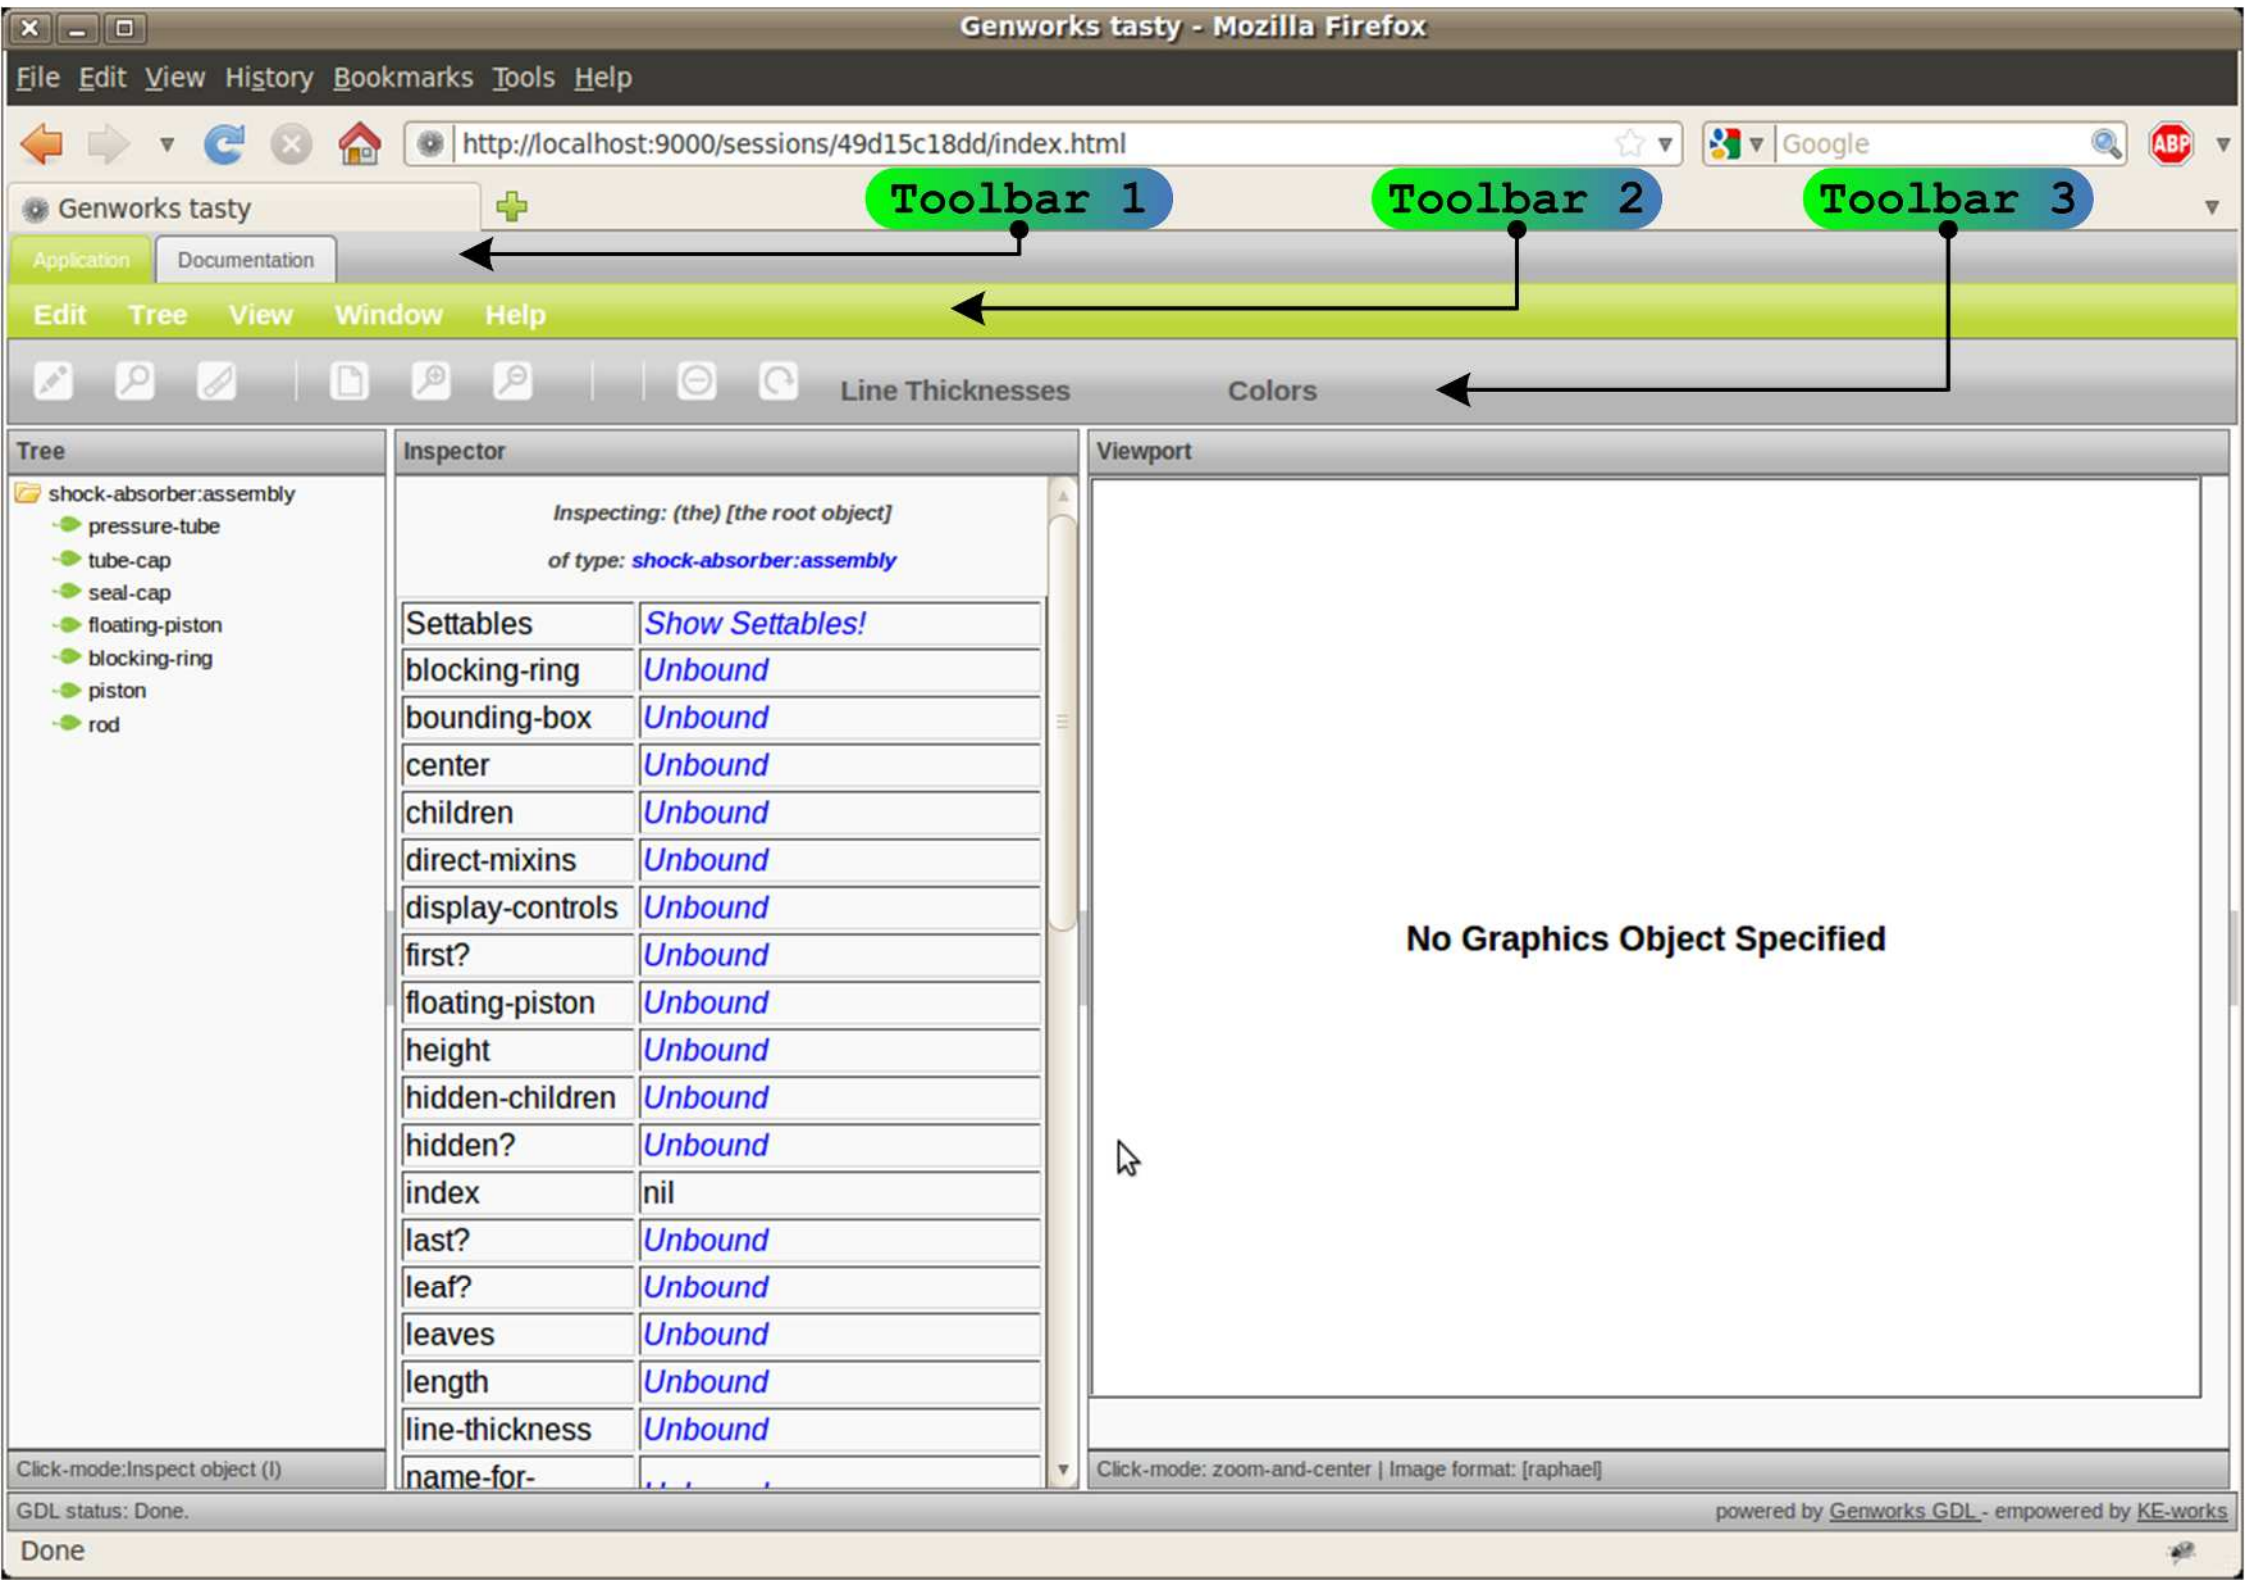 Genworks tasty - Mozilla Firefox
File Edit View History Bookmarks Tools Help
http://localhost:9000/sessions/49d15c18dd/index.html
Google
ABP
Genworks tasty
Toolbar 1
Toolbar 2
Toolbar 3
Application Documentation
Edit Tree View Window Help
Line Thicknesses Colors
Tree
shock-absorber:assembly
pressure-tube
tube-cap
seal-cap
floating-piston
blocking-ring
piston
rod
Click-mode:Inspect object (I)
Inspector
Inspecting: (the) [the root object]
of type: shock-absorber:assembly
Settables Show Settables!
blocking-ring Unbound
bounding-box Unbound
center Unbound
children Unbound
direct-mixins Unbound
display-controls Unbound
first? Unbound
floating-piston Unbound
height Unbound
hidden-children Unbound
hidden? Unbound
index nil
last? Unbound
leaf? Unbound
leaves Unbound
length Unbound
line-thickness Unbound
name-for-
Viewport
No Graphics Object Specified
Click-mode: zoom-and-center | Image format: [raphael]
GDL status: Done.
powered by Genworks GDL - empowered by KE-works
Done